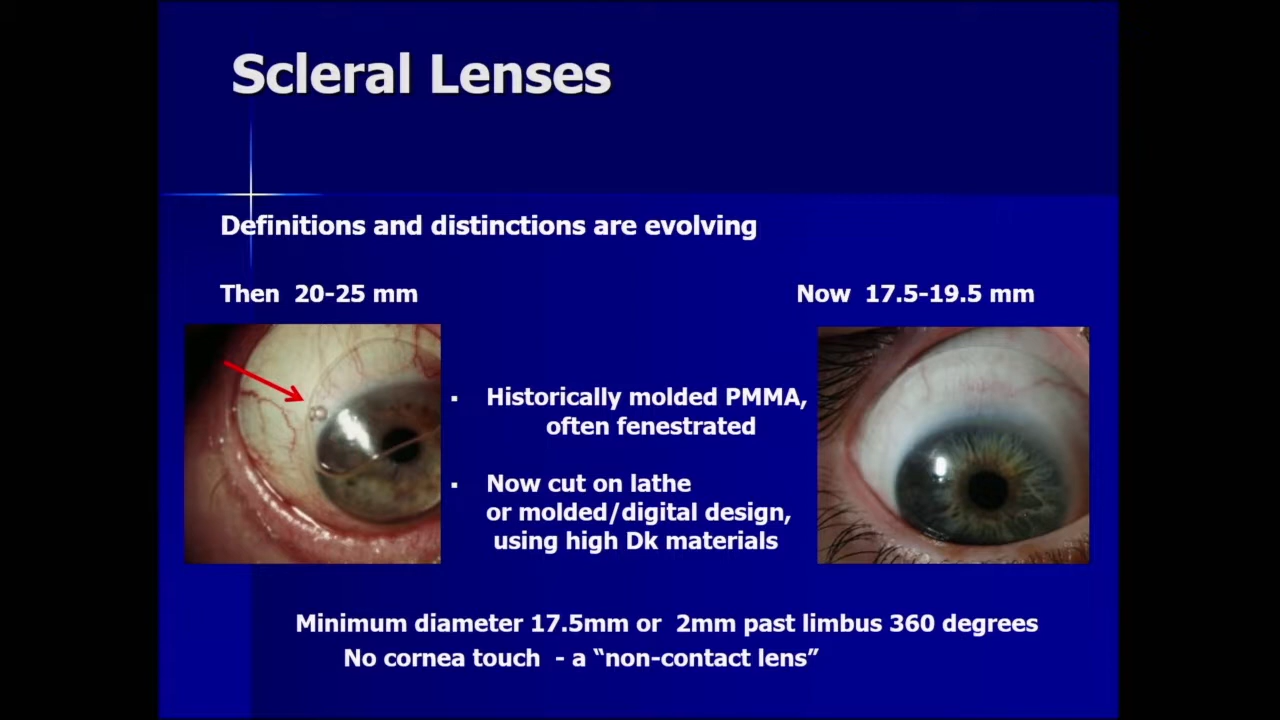 Scleral Lenses
Definitions and distinctions are evolving
Then 20-25 mm
Now 17.5-19.5 mm
▪ Historically molded PMMA,
often fenestrated
▪ Now cut on lathe
or molded/digital design,
using high Dk materials
Minimum diameter 17.5mm or 2mm past limbus 360 degrees
No cornea touch - a “non-contact lens”